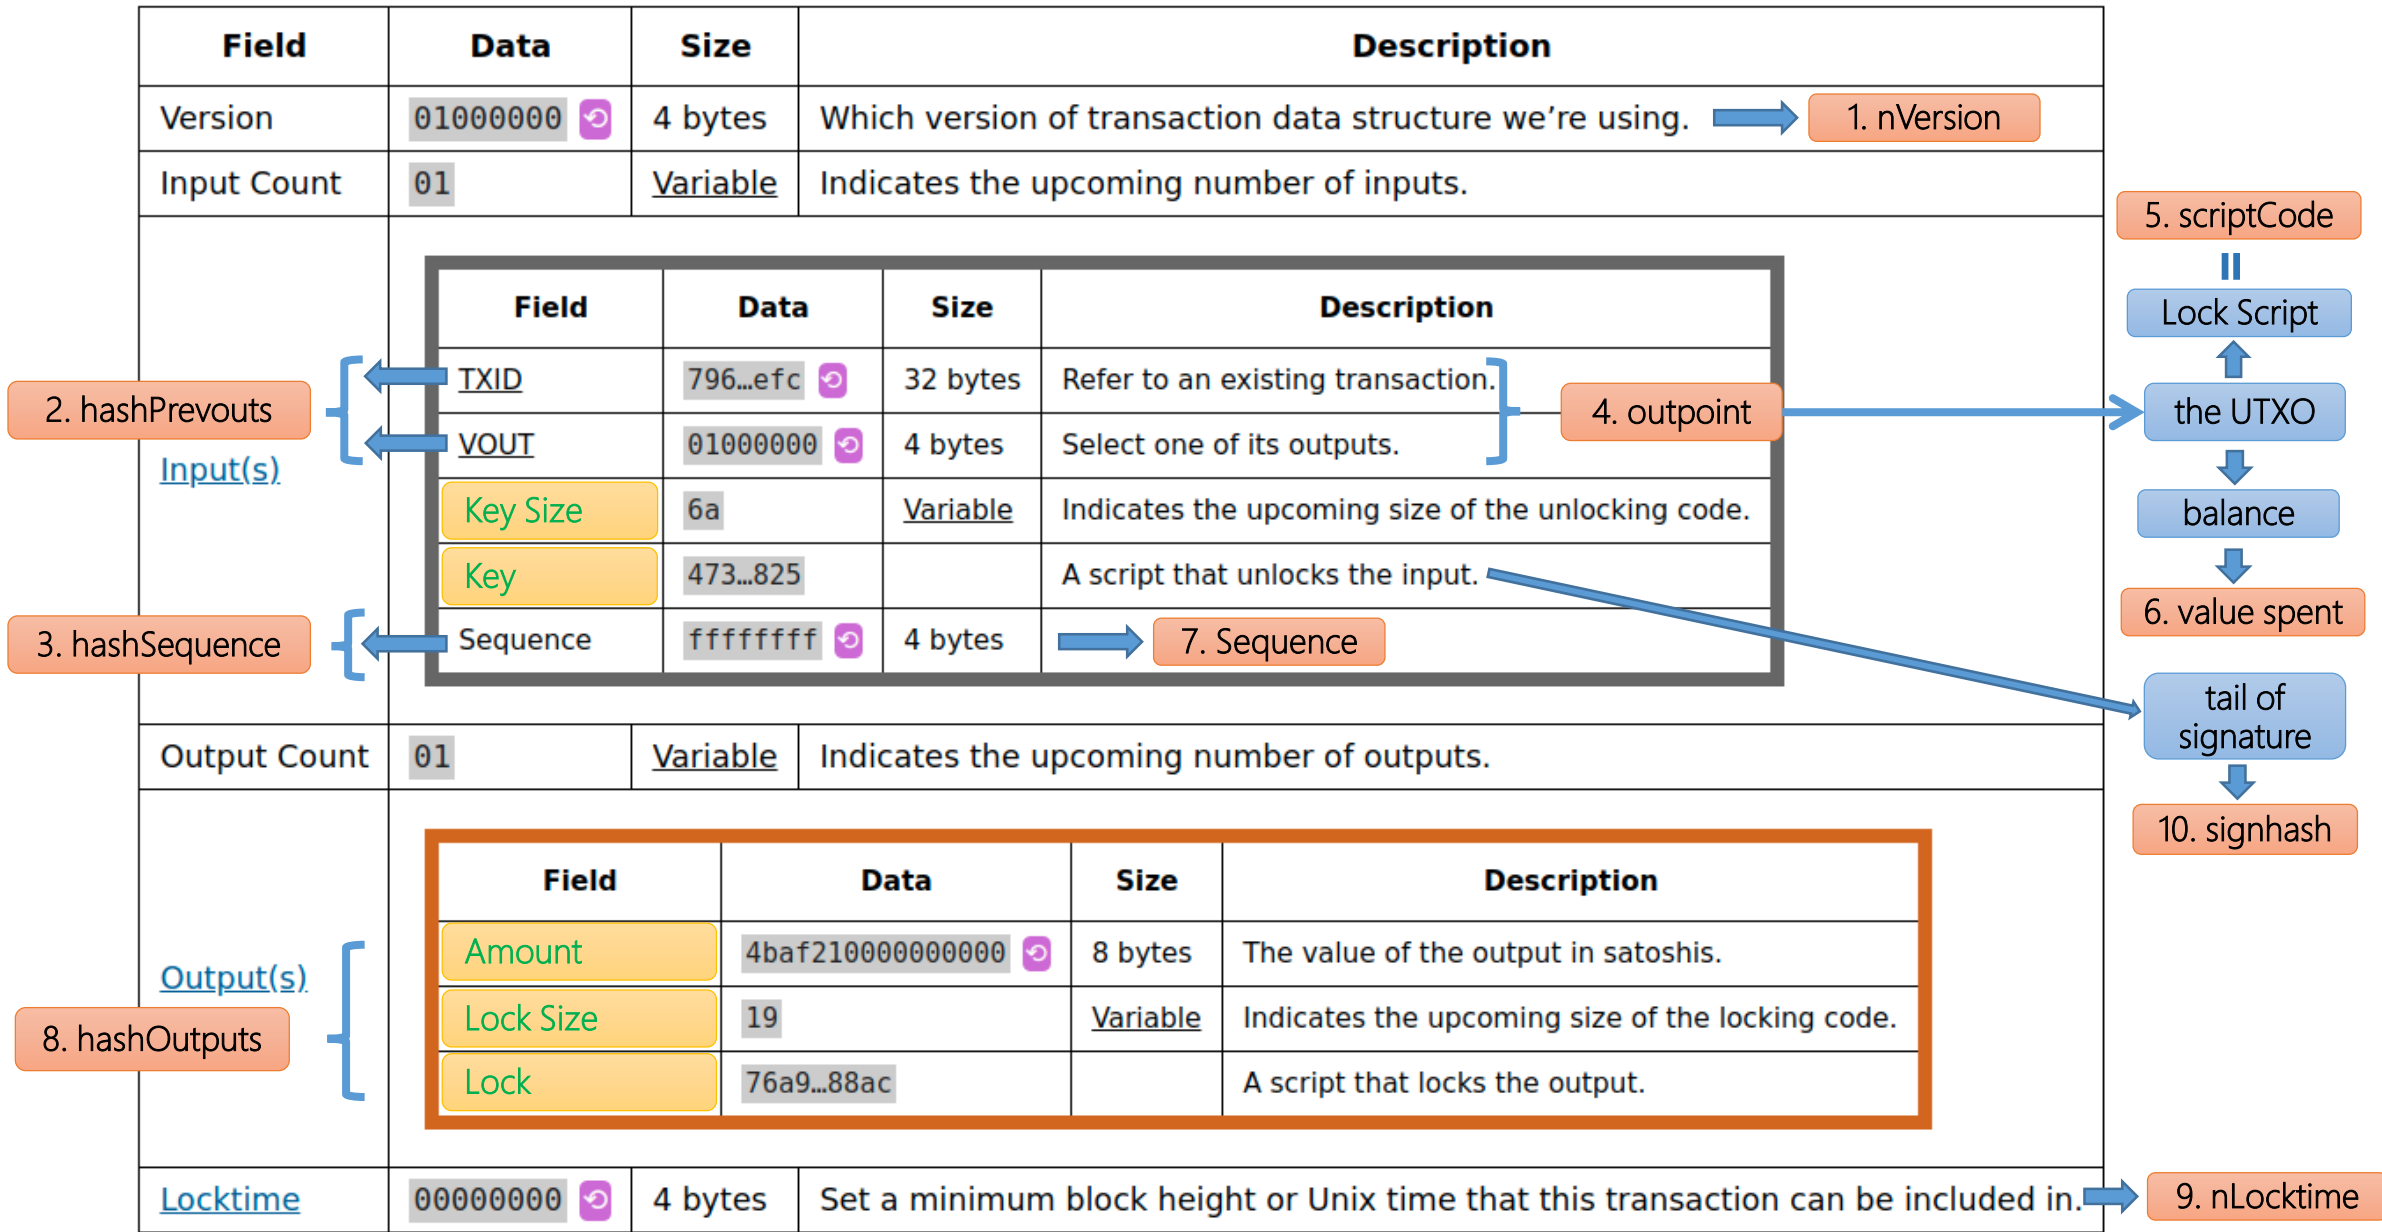 Field Data Size Description
Version 01000000 4 bytes Which version of transaction data structure we’re using. 1. nVersion
Input Count 01 Variable Indicates the upcoming number of inputs.
5. scriptCode
Field Data Size Description
Lock Script
TXID 796…efc 32 bytes Refer to an existing transaction.
2. hashPrevouts
4. outpoint
the UTXO
VOUT 01000000 4 bytes Select one of its outputs.
Input(s)
Key Size 6a Variable Indicates the upcoming size of the unlocking code.
balance
Key 473…825 A script that unlocks the input.
6. value spent
3. hashSequence
Sequence ffffffff 4 bytes 7. Sequence
tail of
signature
Output Count 01 Variable Indicates the upcoming number of outputs.
10. signhash
Field Data Size Description
Amount 4baf210000000000 8 bytes The value of the output in satoshis.
Output(s)
Lock Size 19 Variable Indicates the upcoming size of the locking code.
8. hashOutputs
Lock 76a9…88ac A script that locks the output.
Locktime 00000000 4 bytes Set a minimum block height or Unix time that this transaction can be included in. 9. nLocktime